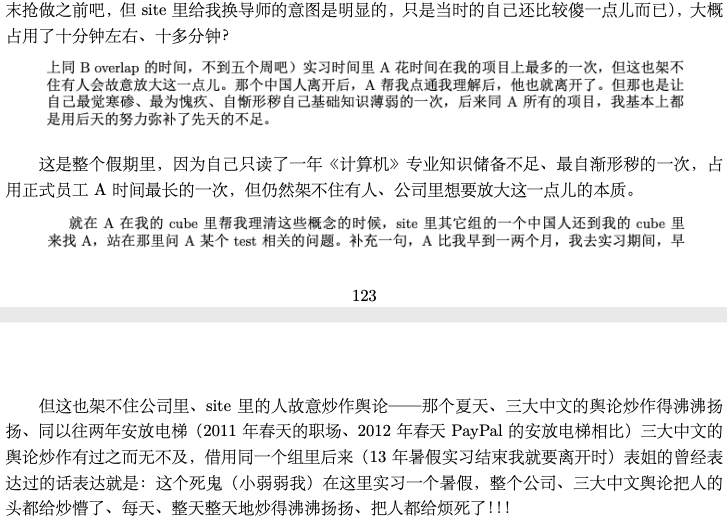 末抢做之前吧，但 site 里给我换导师的意图是明显的，只是当时的自己还比较傻一点儿而已），大概
占用了十分钟左右、十多分钟？
上同 B overlap 的时间，不到五个周吧）实习时间里 A 花时间在我的项目上最多的一次，但这也架不
住有人会故意放大这一点儿。那个中国人离开后，A 帮我点通我理解后，他也就离开了。但那也是让
自己最觉寒碜、最为愧疚、自惭形秽自己基础知识薄弱的一次，后来同 A 所有的项目，我基本上都
是用后天的努力弥补了先天的不足。
这是整个假期里，因为自己只读了一年《计算机》专业知识储备不足、最自渐形秽的一次，占
用正式员工 A 时间最长的一次，但仍然架不住有人、公司里想要放大这一点儿的本质。
就在 A 在我的 cube 里帮我理清这些概念的时候，site 里其它组的一个中国人还到我的 cube 里
来找 A，站在那里问 A 某个 test 相关的问题。补充一句，A 比我早到一两个月，我去实习期间，早
123
但这也架不住公司里、site 里的人故意炒作舆论——那个夏天、三大中文的舆论炒作得沸沸扬
扬、同以往两年安放电梯（2011 年春天的职场、2012 年春天 PayPal 的安放电梯相比）三大中文的
舆论炒作有过之而无不及，借用同一个组里后来（13 年暑假实习结束我就要离开时）表姐的曾经表
达过的话表达就是：这个死鬼（小弱弱我）在这里实习一个暑假，整个公司、三大中文舆论把人的
头都给炒懵了、每天、整天整天地炒得沸沸扬扬、把人都给烦死了!!!